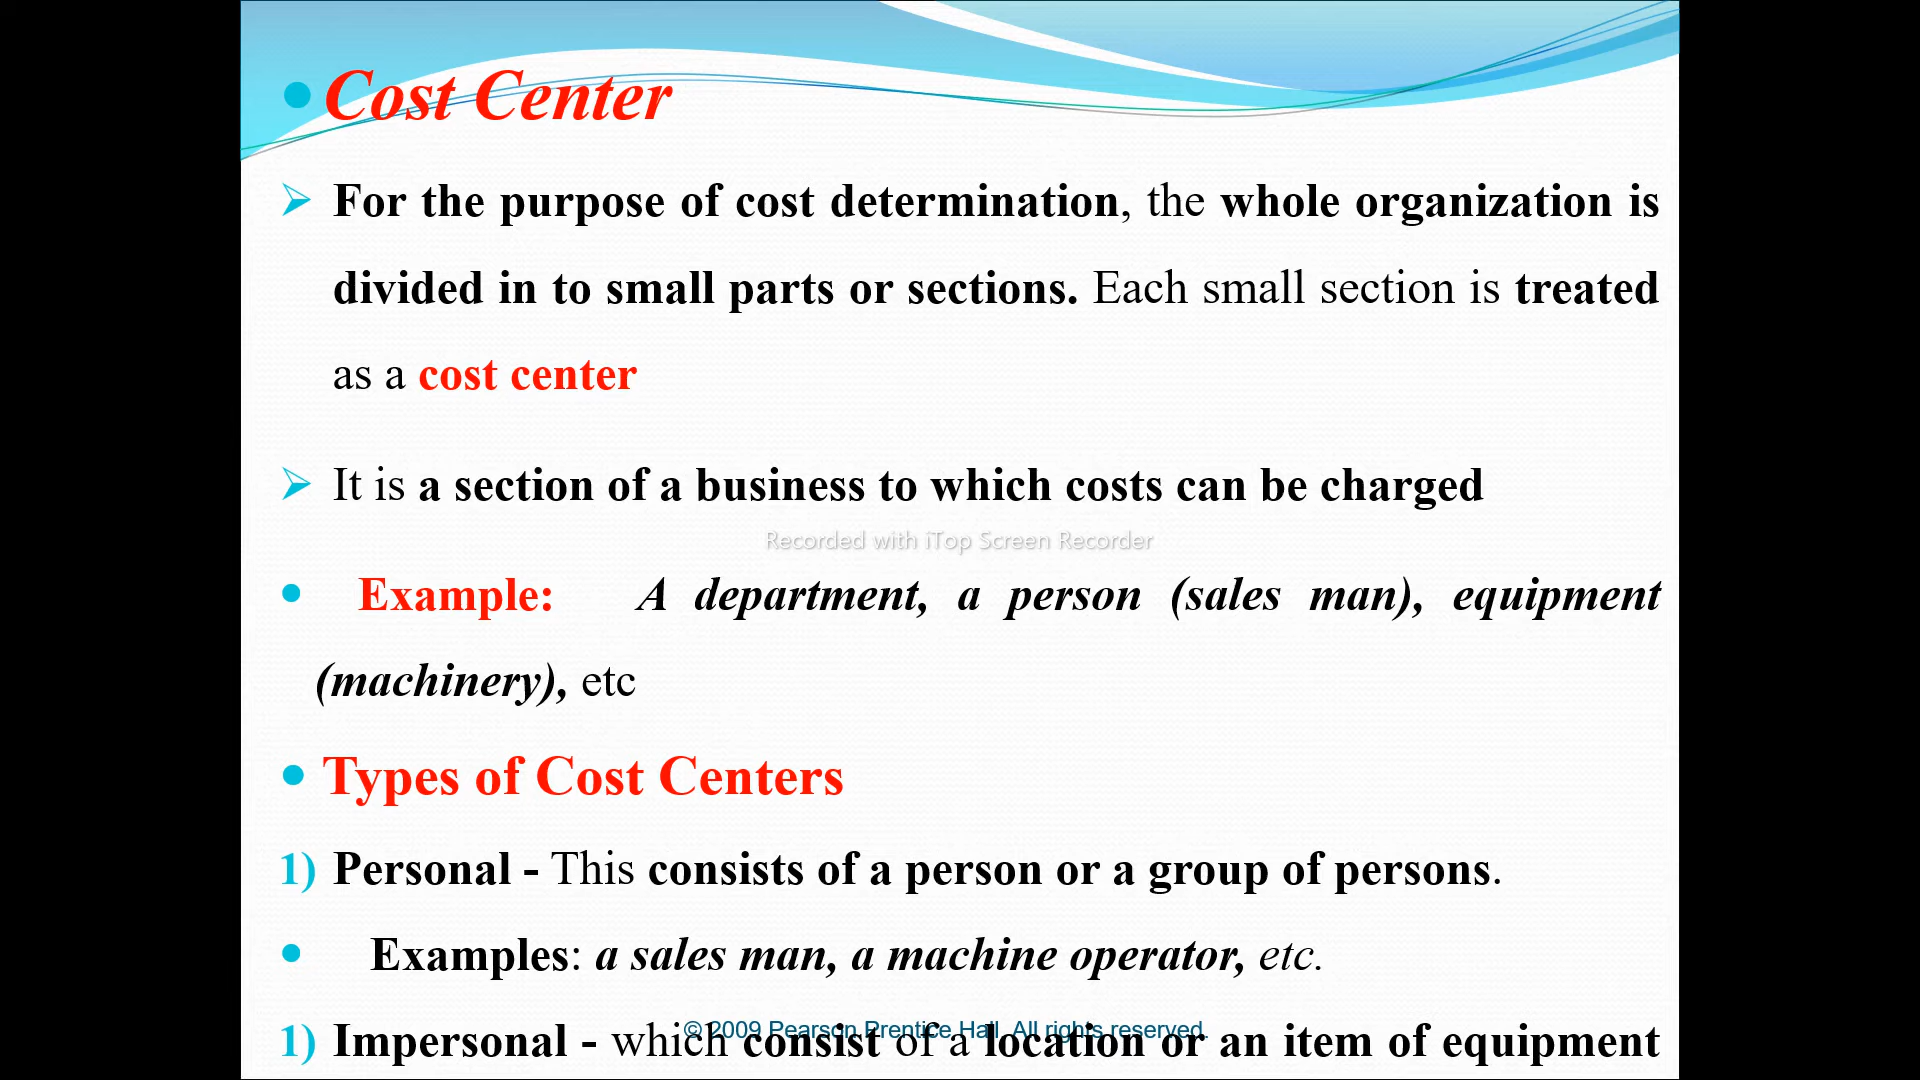 • Cost Center
➢ For the purpose of cost determination, the whole organization is
divided in to small parts or sections. Each small section is treated
as a cost center
➢ It is a section of a business to which costs can be charged
Recorded with iTop Screen Recorder
• Example: A department, a person (sales man), equipment
(machinery), etc
• Types of Cost Centers
1) Personal - This consists of a person or a group of persons.
• Examples: a sales man, a machine operator, etc.
© 2009 Pearson Prentice Hall. All rights reserved.
1) Impersonal - which consist of a location or an item of equipment